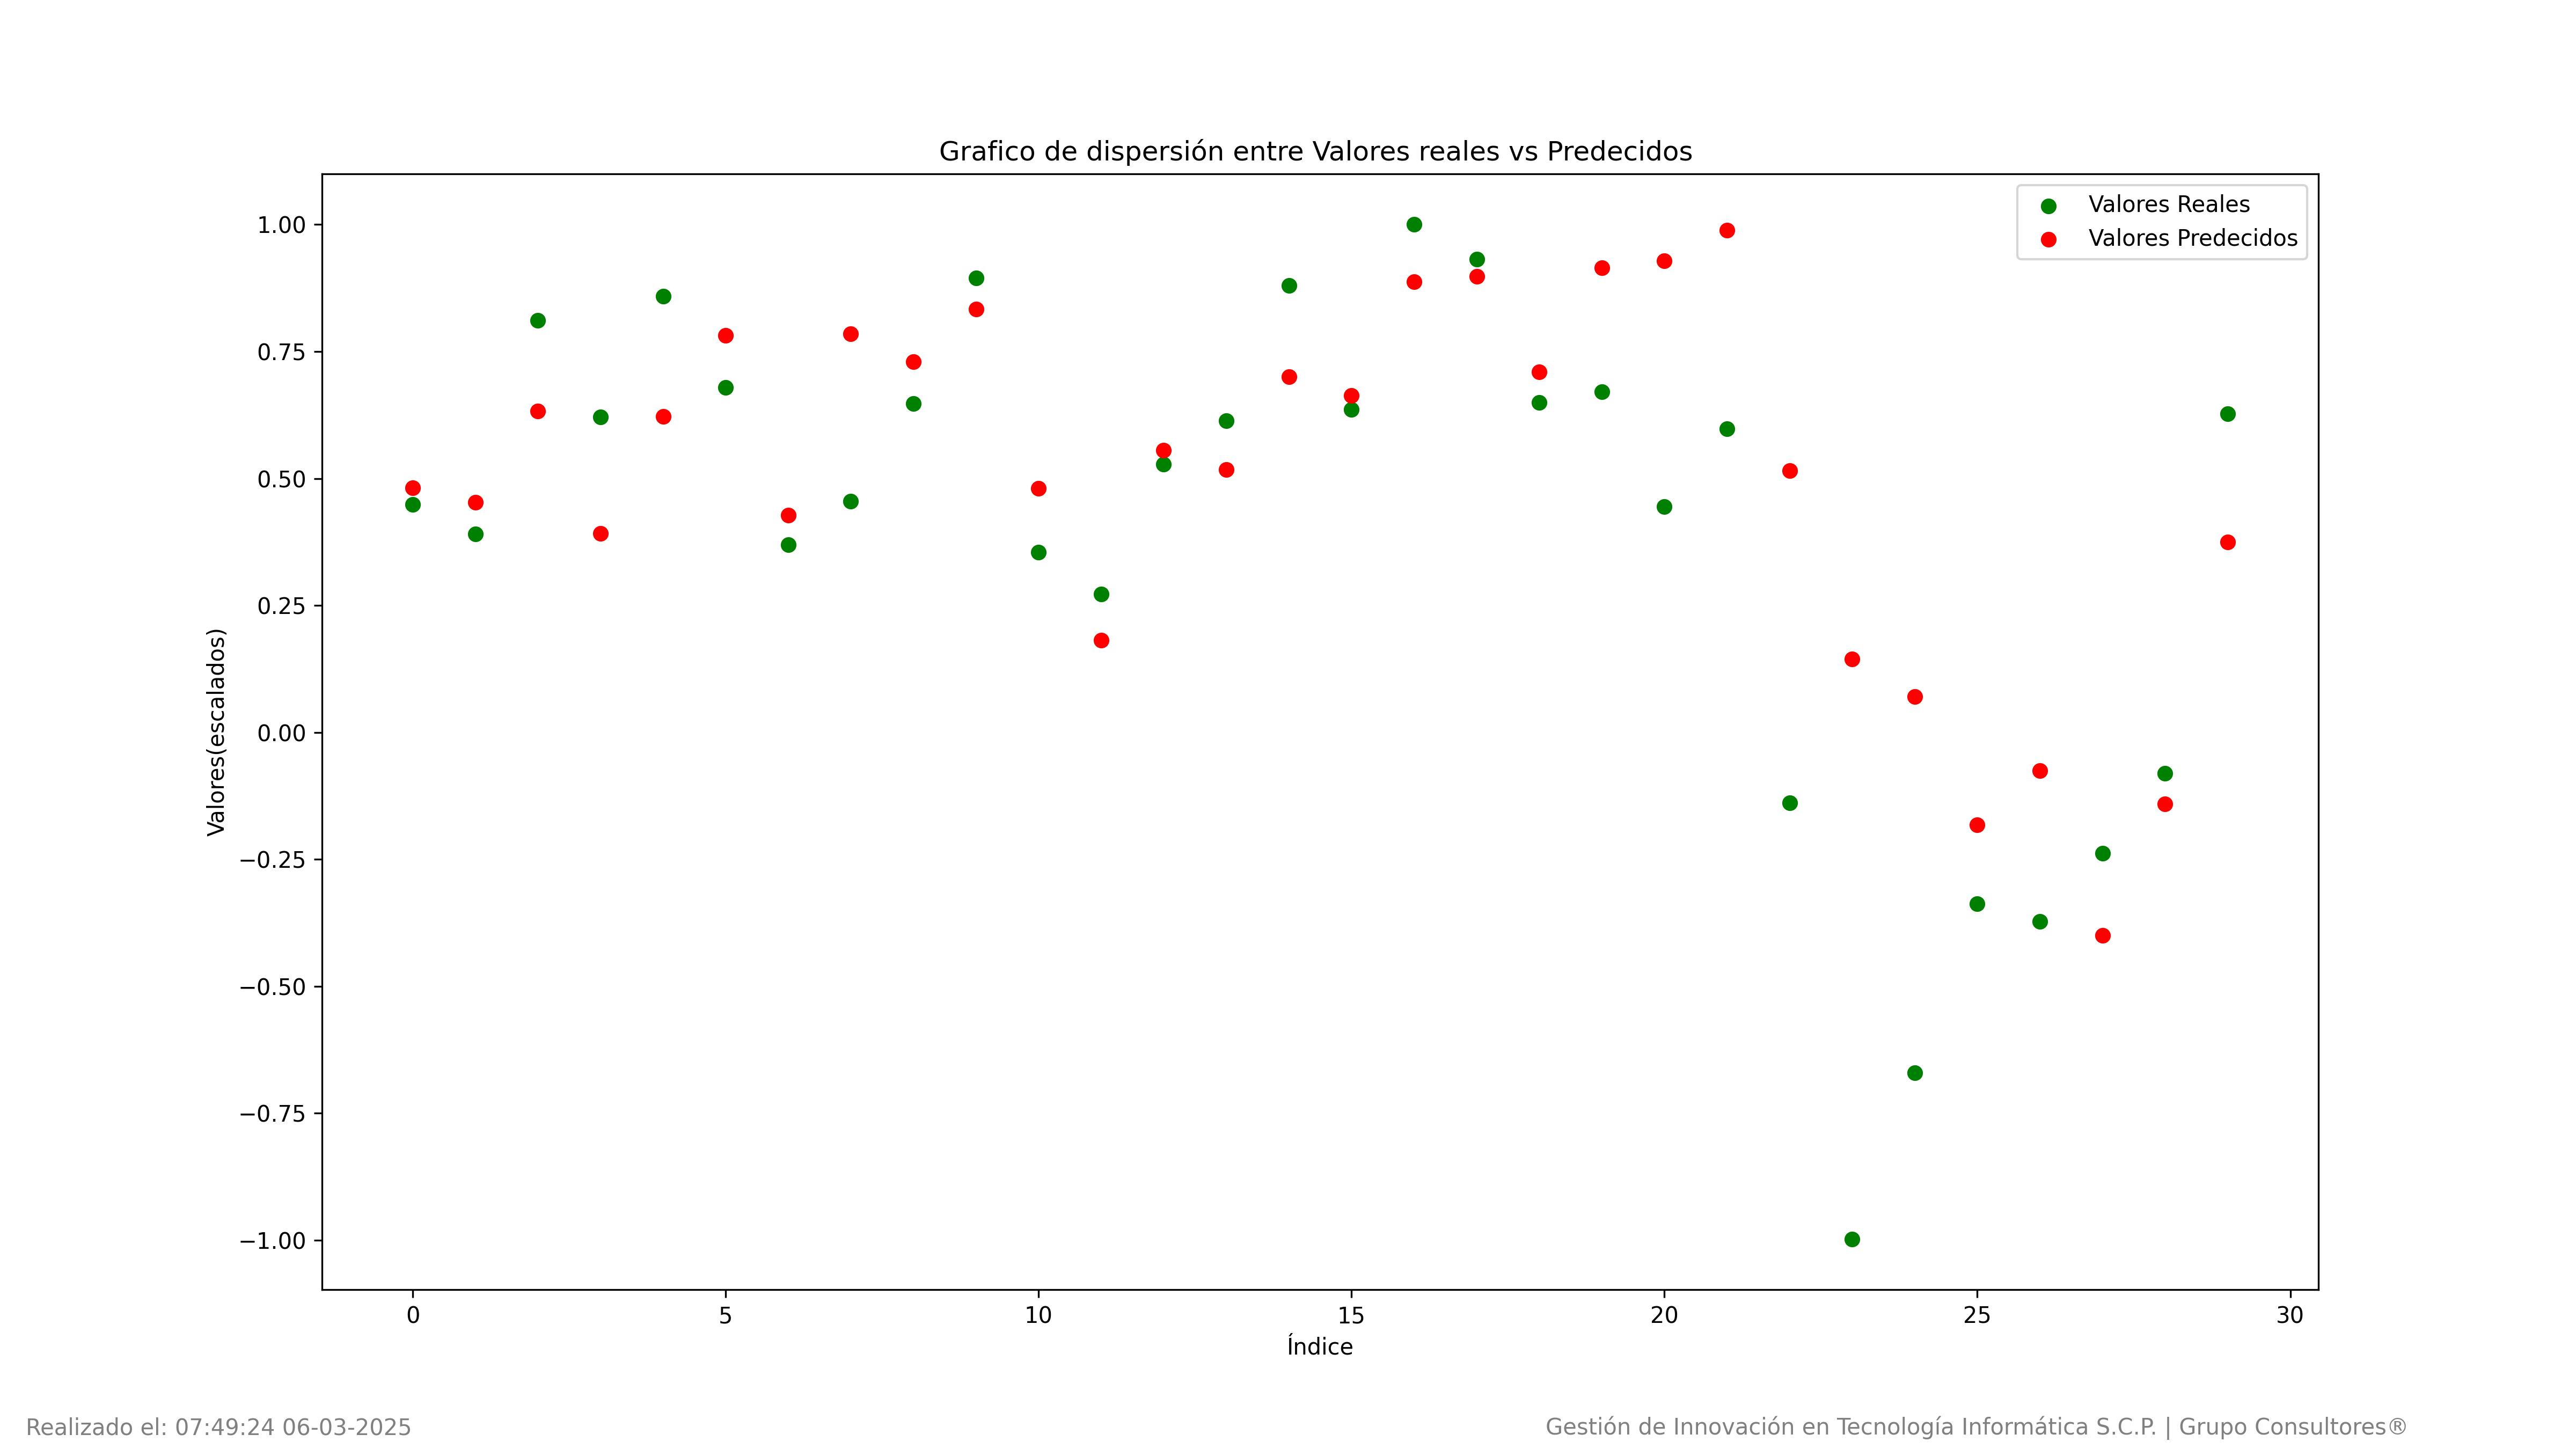 Grafico de dispersión entre Valores reales vs Predecidos
Valores Reales
Valores Predecidos
1.00
0.75
0.50
0.25
0.00
−0.25
−0.50
−0.75
−1.00
Valores(escalados)
0 5 10 15 20 25 30
Índice
Realizado el: 07:49:24 06-03-2025
Gestión de Innovación en Tecnología Informática S.C.P. | Grupo Consultores®